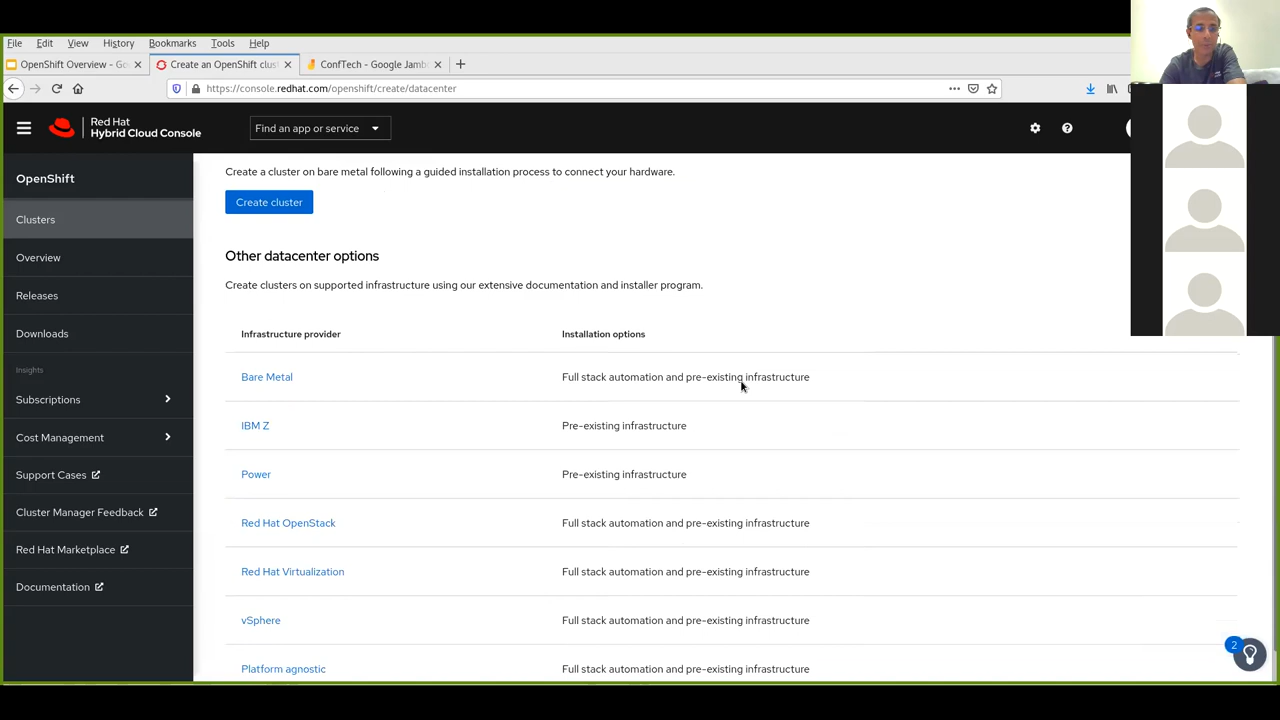 File Edit View History Bookmarks Tools Help
OpenShift Overview - Go
Create an OpenShift clus
ConfTech - Google Jamb
https://console.redhat.com/openshift/create/datacenter
Red Hat
Hybrid Cloud Console
Find an app or service
OpenShift
Clusters
Overview
Releases
Downloads
Insights
Subscriptions
Cost Management
Support Cases
Cluster Manager Feedback
Red Hat Marketplace
Documentation
Create a cluster on bare metal following a guided installation process to connect your hardware.
Create cluster
Other datacenter options
Create clusters on supported infrastructure using our extensive documentation and installer program.
Infrastructure provider Installation options
Bare Metal Full stack automation and pre-existing infrastructure
IBM Z Pre-existing infrastructure
Power Pre-existing infrastructure
Red Hat OpenStack Full stack automation and pre-existing infrastructure
Red Hat Virtualization Full stack automation and pre-existing infrastructure
vSphere Full stack automation and pre-existing infrastructure
Platform agnostic Full stack automation and pre-existing infrastructure
2